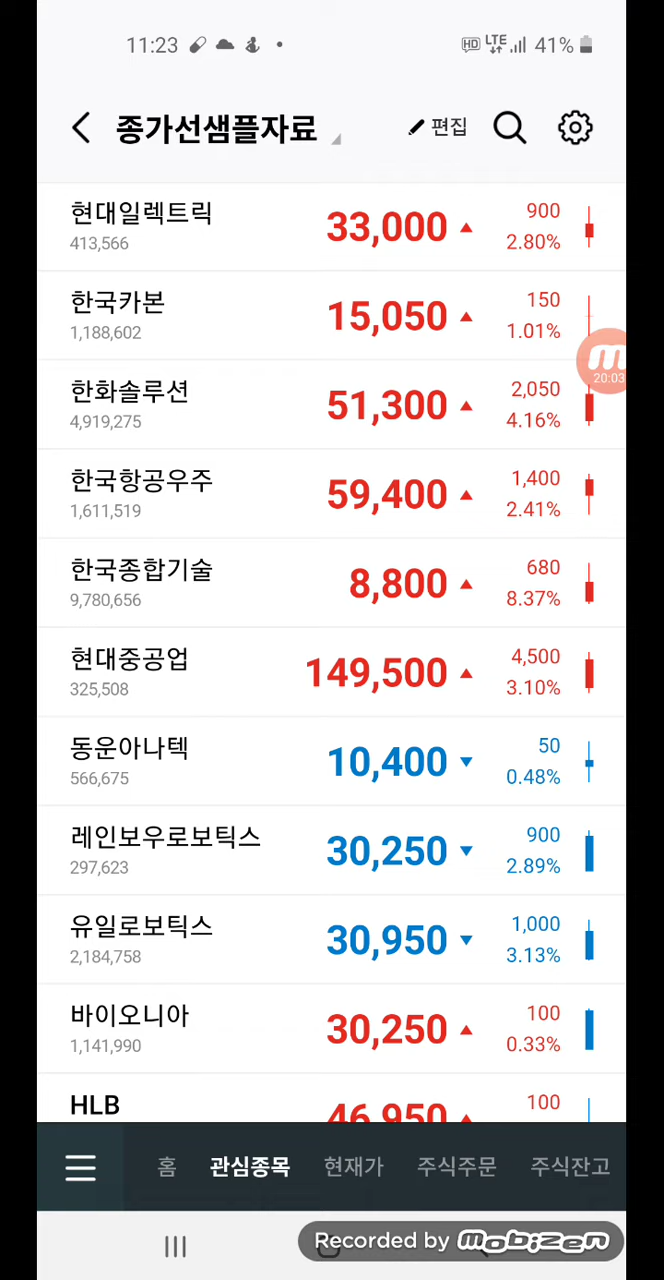 11:23 HD LTE 41%
종가선샘플자료 편집
현대일렉트릭 33,000 900
413,566 2.80%
한국카본 15,050 150
1,188,602 1.01%
20:03
한화솔루션 51,300 2,050
4,919,275 4.16%
한국항공우주 59,400 1,400
1,611,519 2.41%
한국종합기술 8,800 680
9,780,656 8.37%
현대중공업 149,500 4,500
325,508 3.10%
동운아나텍 10,400 50
566,675 0.48%
레인보우로보틱스 30,250 900
297,623 2.89%
유일로보틱스 30,950 1,000
2,184,758 3.13%
바이오니아 30,250 100
1,141,990 0.33%
HLB 46,950 100
홈 관심종목 현재가 주식주문 주식잔고
Recorded by mobizen